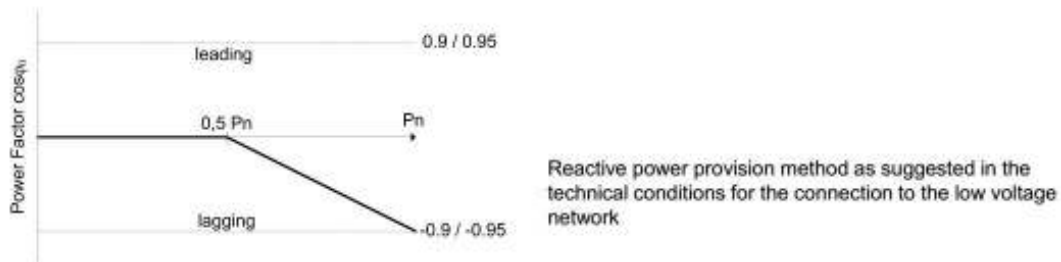 Power Factor cosφ
0.9 / 0.95
leading
0,5 Pn
Pn
lagging
-0.9 / -0.95
Reactive power provision method as suggested in the
technical conditions for the connection to the low voltage
network